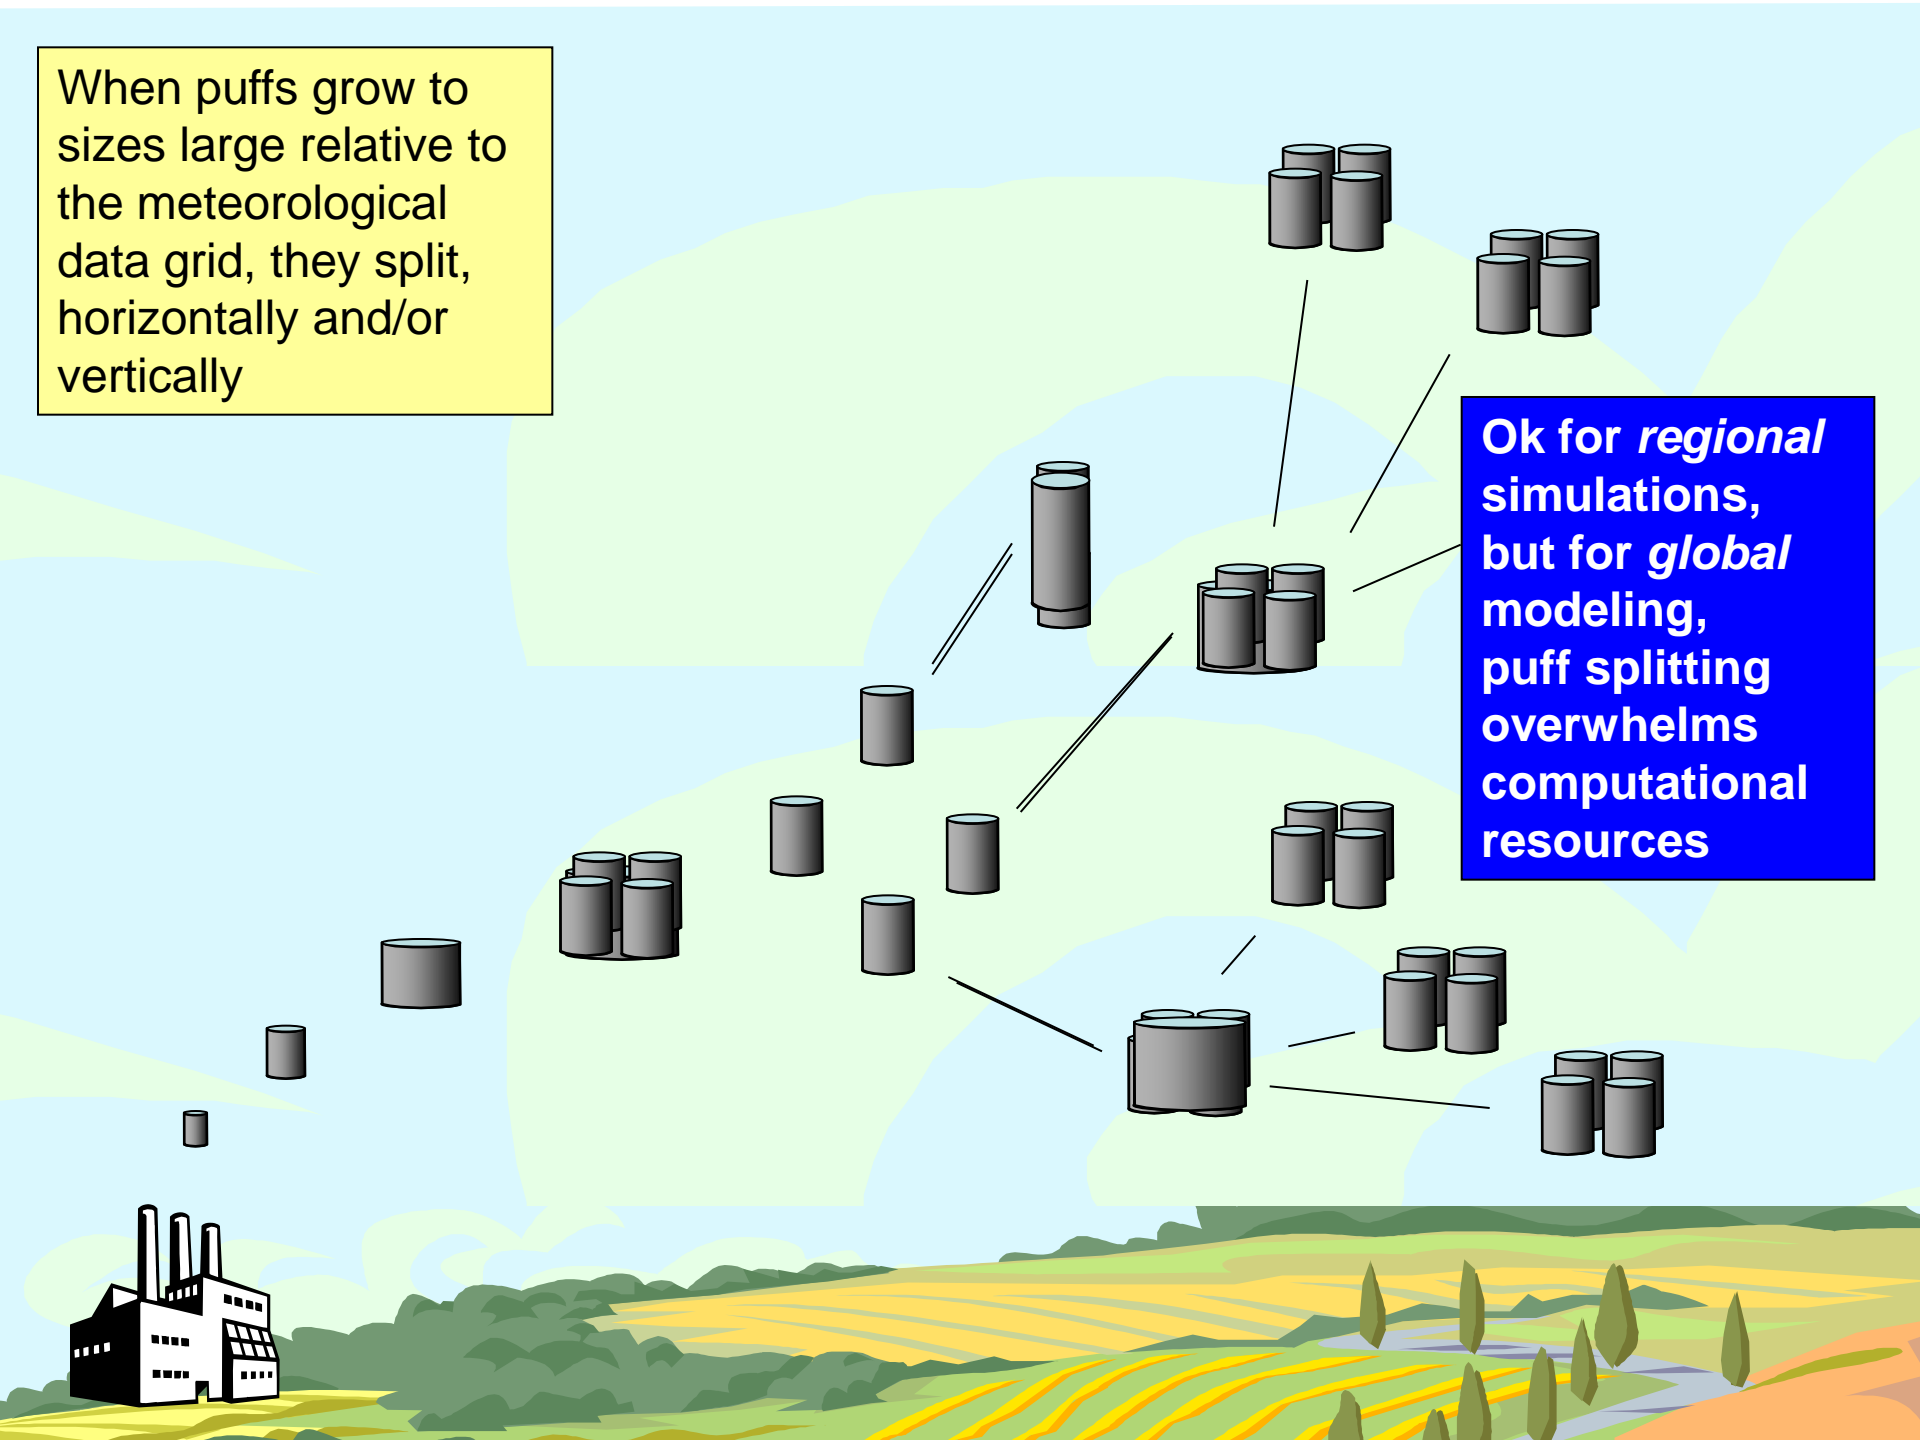 When puffs grow to
sizes large relative to
the meteorological
data grid, they split,
horizontally and/or
vertically
Ok for regional
simulations,
but for global
modeling,
puff splitting
overwhelms
computational
resources